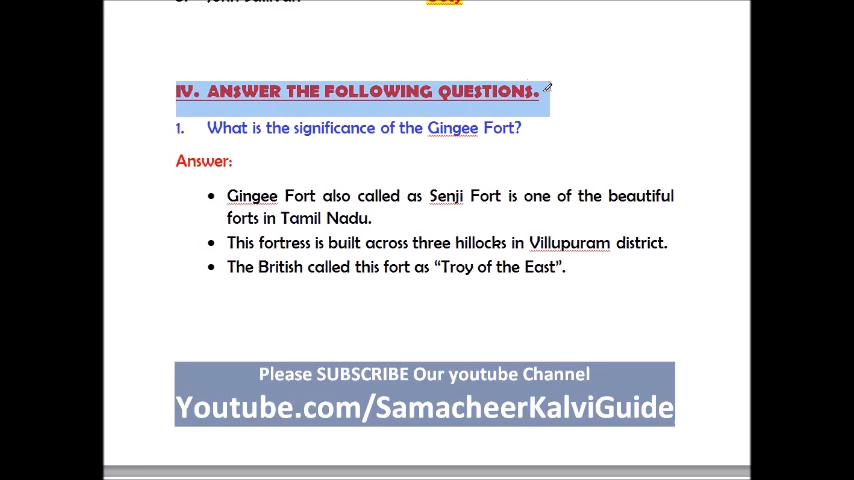 IV. ANSWER THE FOLLOWING QUESTIONS.
1. What is the significance of the Gingee Fort?
Answer:
• Gingee Fort also called as Senji Fort is one of the beautiful
forts in Tamil Nadu.
• This fortress is built across three hillocks in Villupuram district.
• The British called this fort as “Troy of the East”.
Please SUBSCRIBE Our youtube Channel
Youtube.com/SamacheerKalviGuide